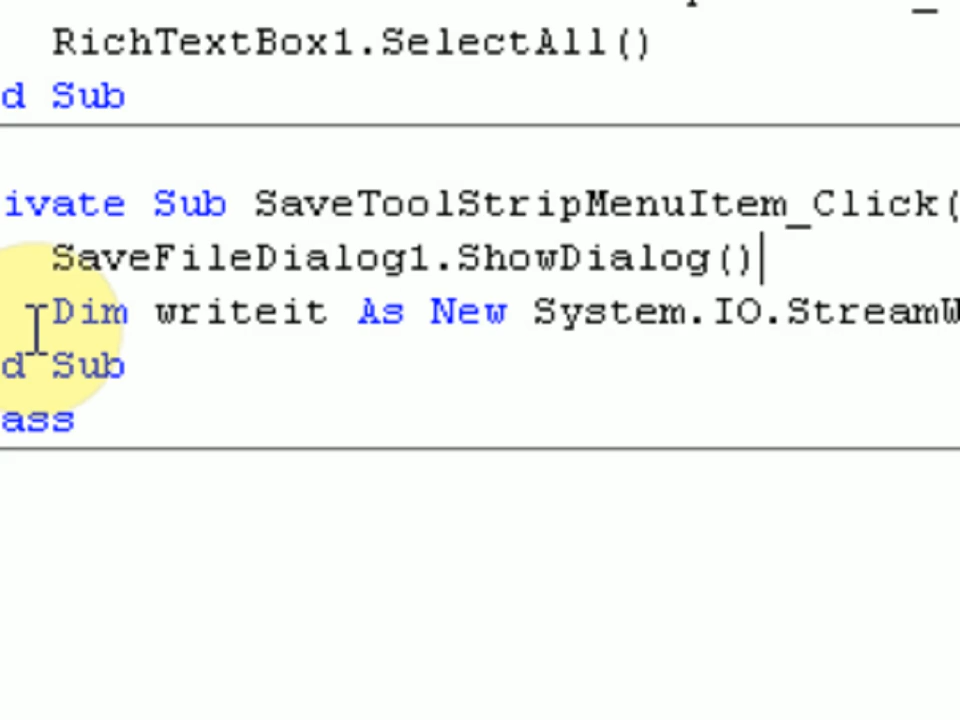 RichTextBox1.SelectAll()
d Sub
ivate Sub SaveToolStripMenuItem_Click(
SaveFileDialog1.ShowDialog()
Dim writeit As New System.IO.StreamW
d Sub
ass